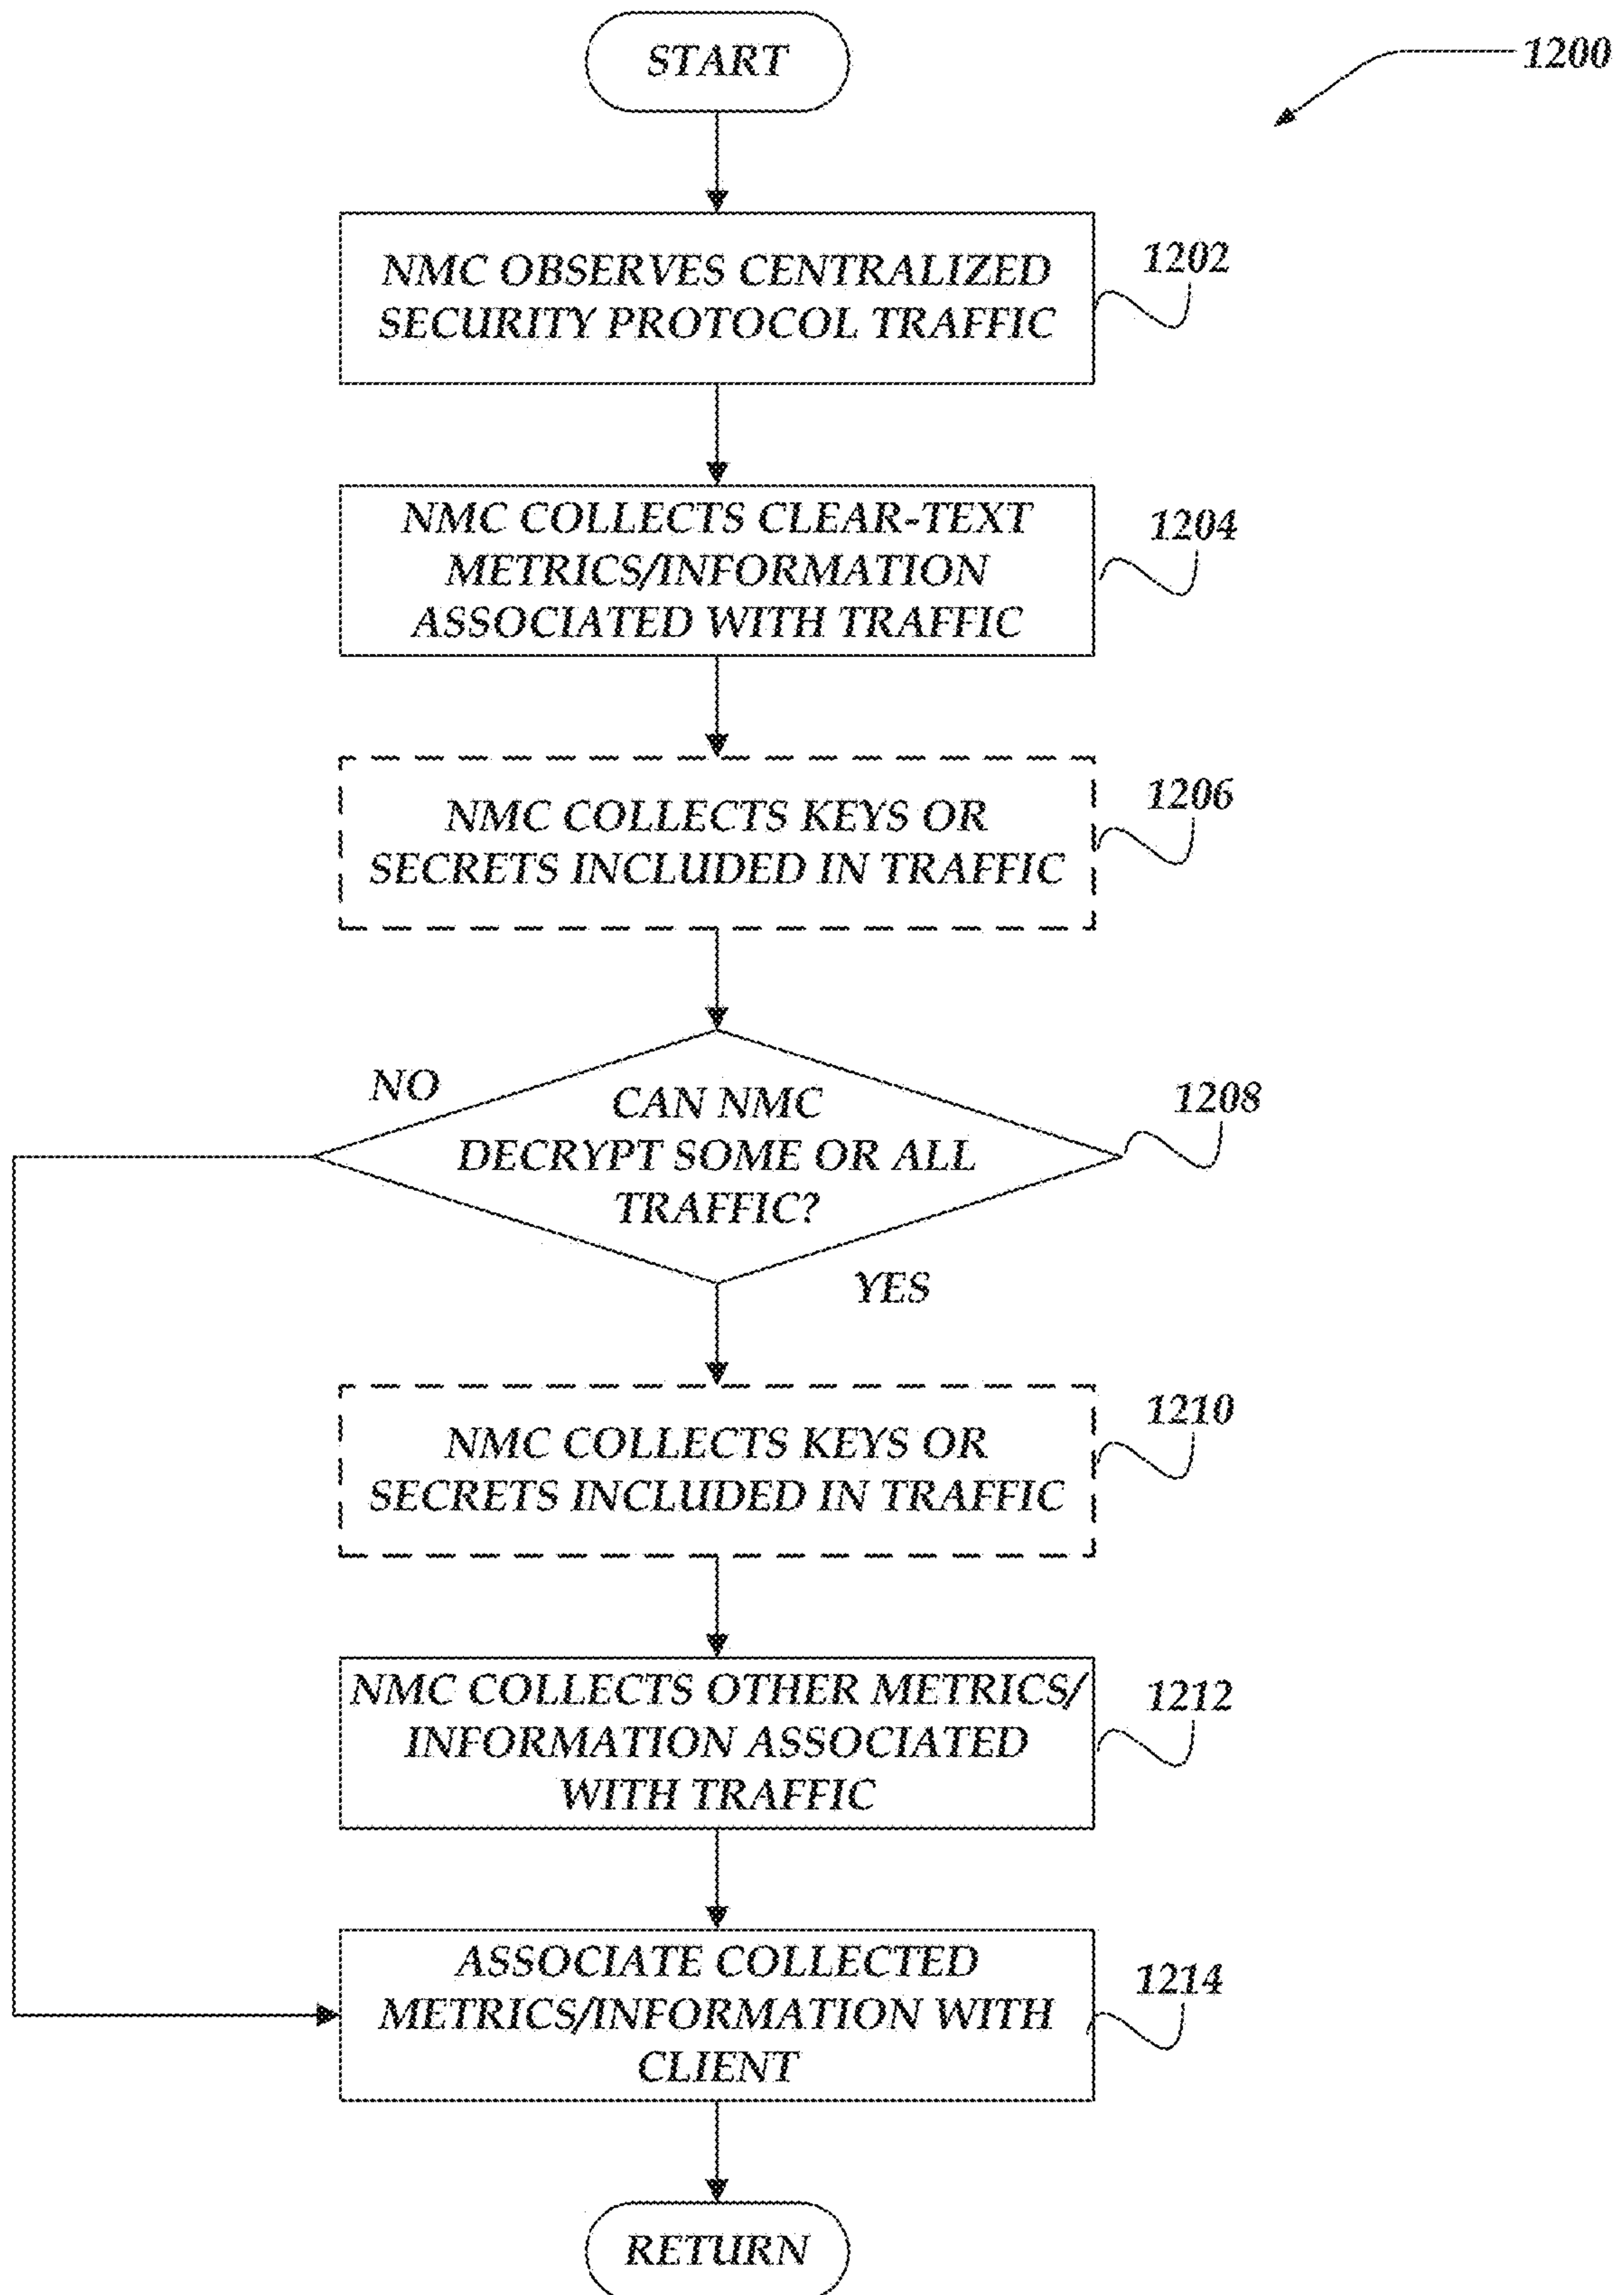 START
1200
NMC OBSERVES CENTRALIZED
SECURITY PROTOCOL TRAFFIC
1202
NMC COLLECTS CLEAR-TEXT
METRICS/INFORMATION
ASSOCIATED WITH TRAFFIC
1204
NMC COLLECTS KEYS OR
SECRETS INCLUDED IN TRAFFIC
1206
NO
CAN NMC
DECRYPT SOME OR ALL
TRAFFIC?
1208
YES
NMC COLLECTS KEYS OR
SECRETS INCLUDED IN TRAFFIC
1210
NMC COLLECTS OTHER METRICS/
INFORMATION ASSOCIATED
WITH TRAFFIC
1212
ASSOCIATE COLLECTED
METRICS/INFORMATION WITH
CLIENT
1214
RETURN